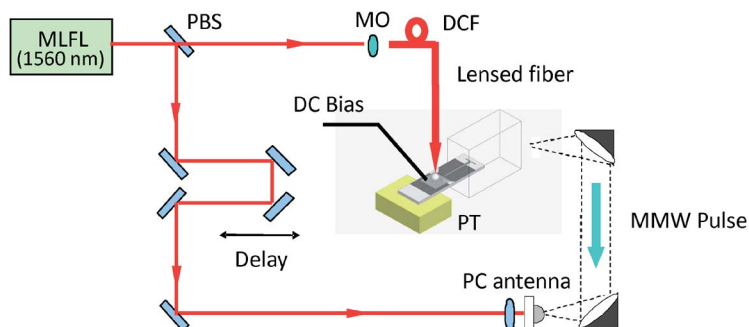 PBS
MO
DCF
MLFL
(1560 nm)
Lensed fiber
DC Bias
PT
MMW Pulse
Delay
PC antenna